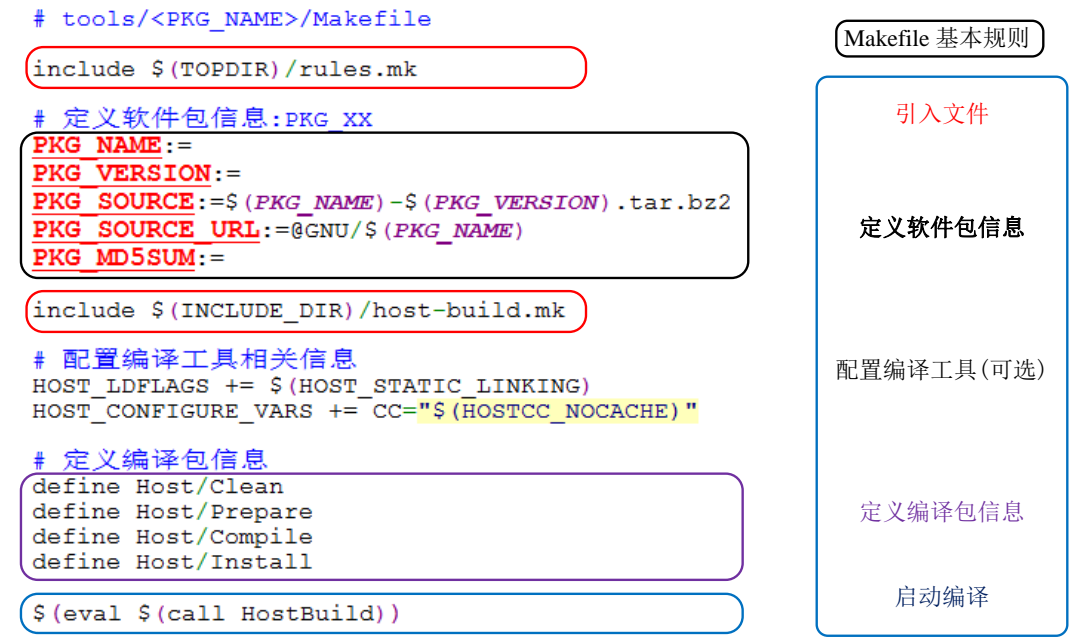 # tools/<PKG_NAME>/Makefile
include $(TOPDIR)/rules.mk
# 定义软件包信息:PKG_XX
PKG_NAME:=
PKG_VERSION:=
PKG_SOURCE:=$(PKG_NAME)-$(PKG_VERSION).tar.bz2
PKG_SOURCE_URL:=@GNU/$(PKG_NAME)
PKG_MD5SUM:=
include $(INCLUDE_DIR)/host-build.mk
# 配置编译工具相关信息
HOST_LDFLAGS += $(HOST_STATIC_LINKING)
HOST_CONFIGURE_VARS += CC="$(HOSTCC_NOCACHE)"
# 定义编译包信息
define Host/Clean
define Host/Prepare
define Host/Compile
define Host/Install
$(eval $(call HostBuild))
Makefile 基本规则
引入文件
定义软件包信息
配置编译工具(可选)
定义编译包信息
启动编译